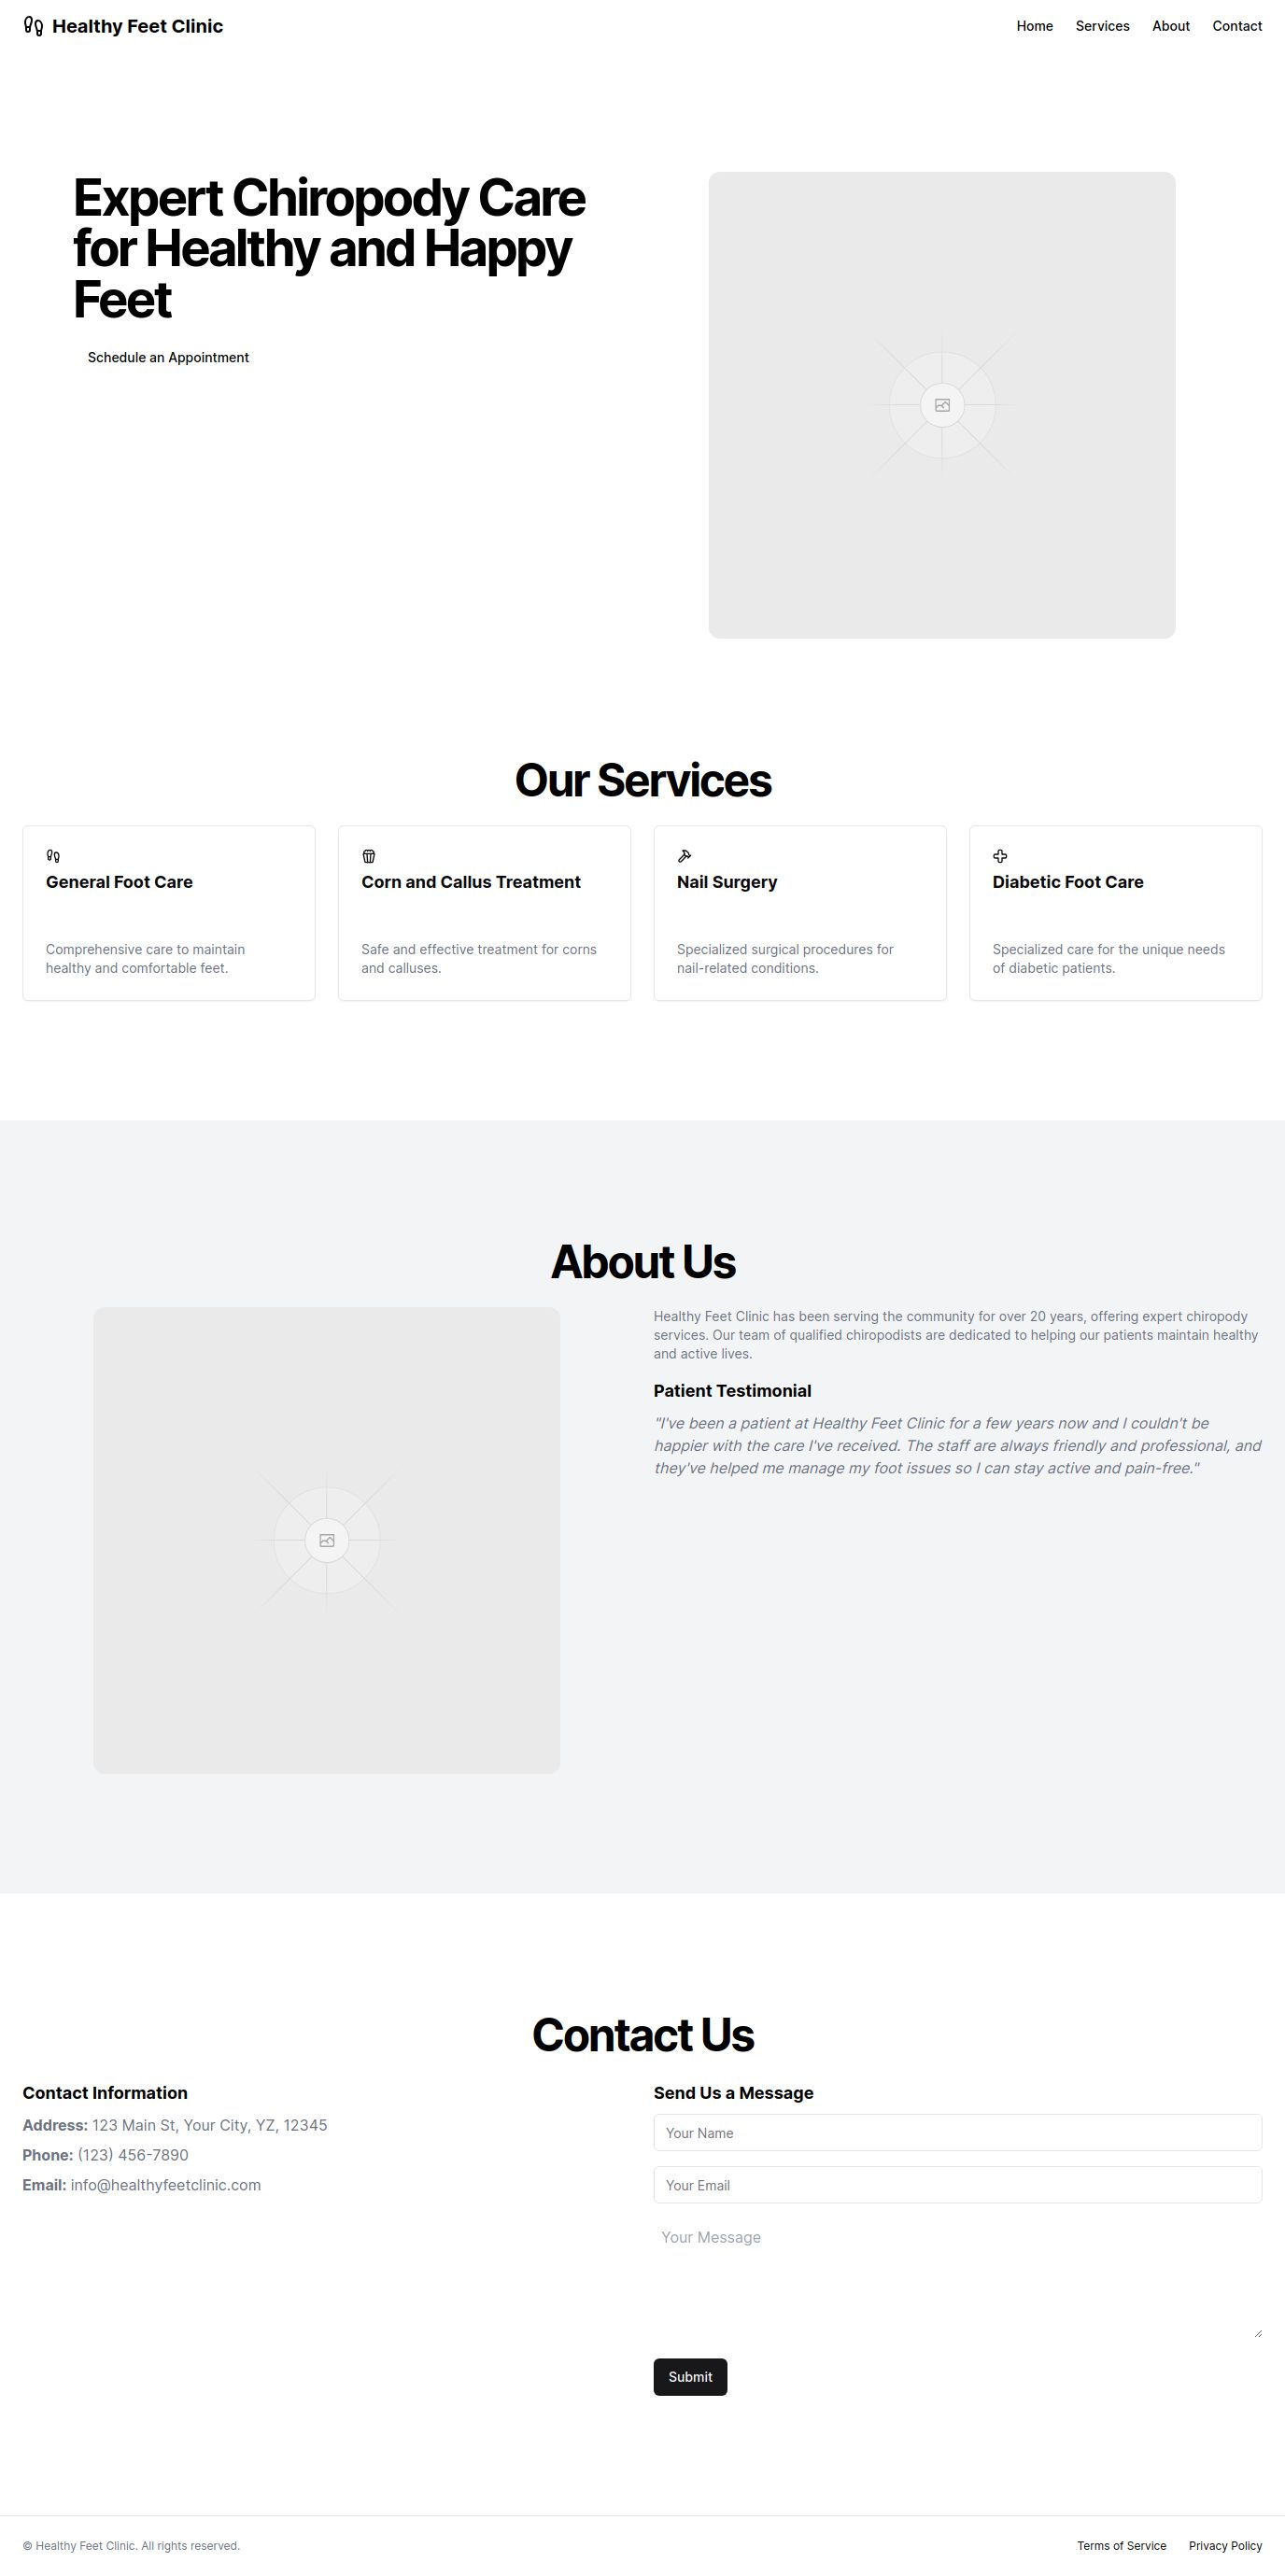 Healthy Feet Clinic
Home Services About Contact
Expert Chiropody Care
for Healthy and Happy
Feet
Schedule an Appointment
Our Services
General Foot Care
Comprehensive care to maintain
healthy and comfortable feet.
Corn and Callus Treatment
Safe and effective treatment for corns
and calluses.
Nail Surgery
Specialized surgical procedures for
nail-related conditions.
Diabetic Foot Care
Specialized care for the unique needs
of diabetic patients.
About Us
Healthy Feet Clinic has been serving the community for over 20 years, offering expert chiropody
services. Our team of qualified chiropodists are dedicated to helping our patients maintain healthy
and active lives.
Patient Testimonial
"I've been a patient at Healthy Feet Clinic for a few years now and I couldn't be
happier with the care I've received. The staff are always friendly and professional, and
they've helped me manage my foot issues so I can stay active and pain-free."
Contact Us
Contact Information
Address: 123 Main St, Your City, YZ, 12345
Phone: (123) 456-7890
Email: info@healthyfeetclinic.com
Send Us a Message
Your Name
Your Email
Your Message
Submit
© Healthy Feet Clinic. All rights reserved.
Terms of Service Privacy Policy